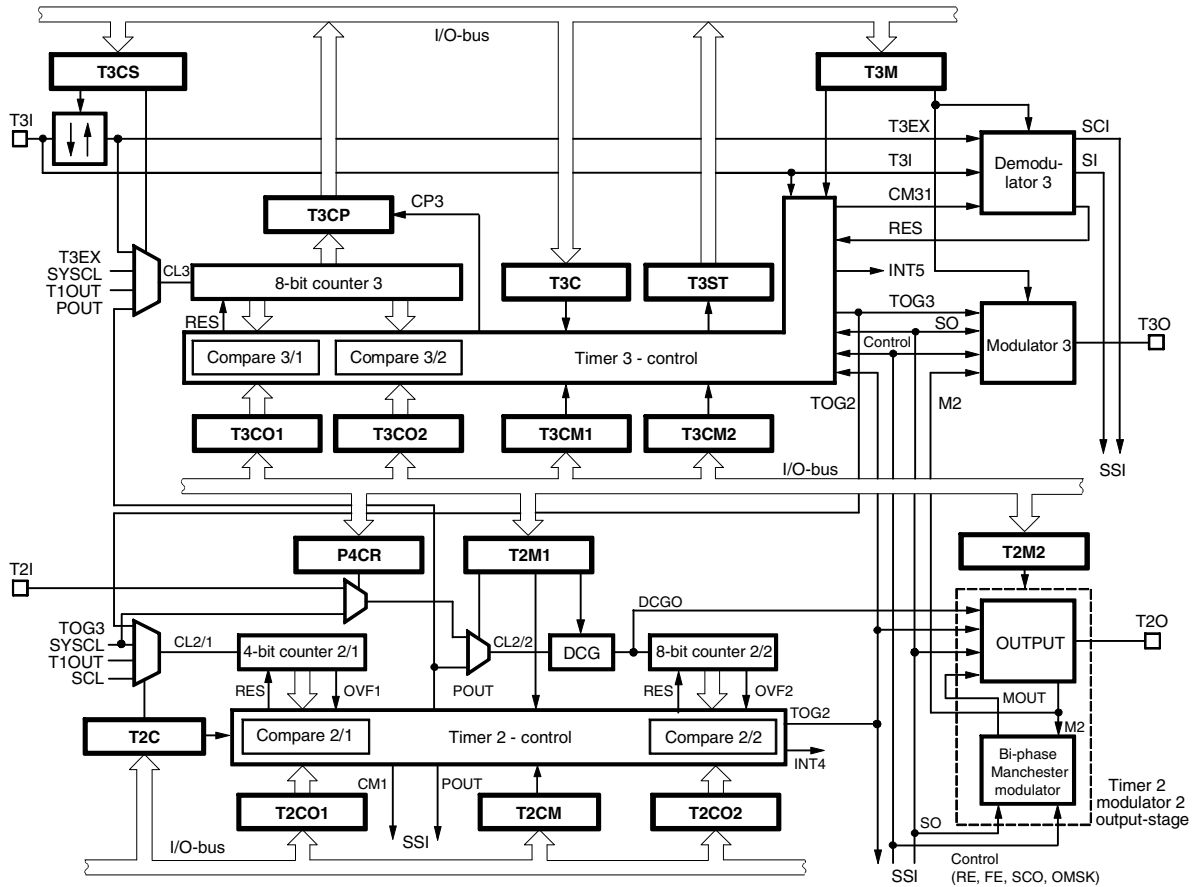 I/O-bus
T3CS
T3M
T3I
T3EX
SCI
T3I
SI
Demodu-
lator 3
CM31
T3CP
CP3
RES
T3EX
SYSCL
T1OUT
POUT
CL3
8-bit counter 3
T3C
T3ST
INT5
RES
TOG3
SO
T3O
Compare 3/1
Compare 3/2
Timer 3 - control
Control
Modulator 3
TOG2
M2
T3CO1
T3CO2
T3CM1
T3CM2
SSI
I/O-bus
P4CR
T2M1
T2M2
T2I
DCGO
TOG3
SYSCL
T1OUT
SCL
CL2/1
4-bit counter 2/1
CL2/2
DCG
8-bit counter 2/2
OUTPUT
T2O
RES
OVF1
POUT
RES
OVF2
MOUT
TOG2
M2
T2C
Compare 2/1
Timer 2 - control
Compare 2/2
INT4
Bi-phase
Manchester
modulator
CM1
POUT
Timer 2
modulator 2
output-stage
T2CO1
T2CM
T2CO2
SSI
SO
I/O-bus
SSI
Control
(RE, FE, SCO, OMSK)